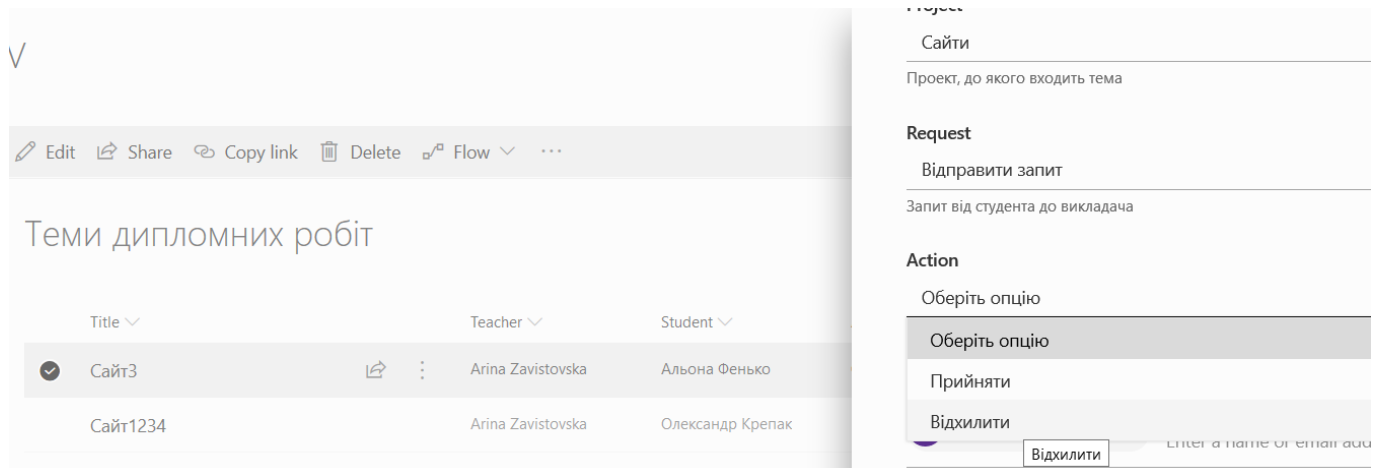 Project
Сайти
Проект, до якого входить тема
Edit Share Copy link Delete Flow ...
Request
Відправити запит
Запит від студента до викладача
Теми дипломних робіт
Action
Оберіть опцію
Title Teacher Student
Оберіть опцію
Сайт3 Arina Zavistovska Альона Фенько
Прийняти
Сайт1234 Arina Zavistovska Олександр Крепак
Відхилити
Enter a name or email add
Відхилити